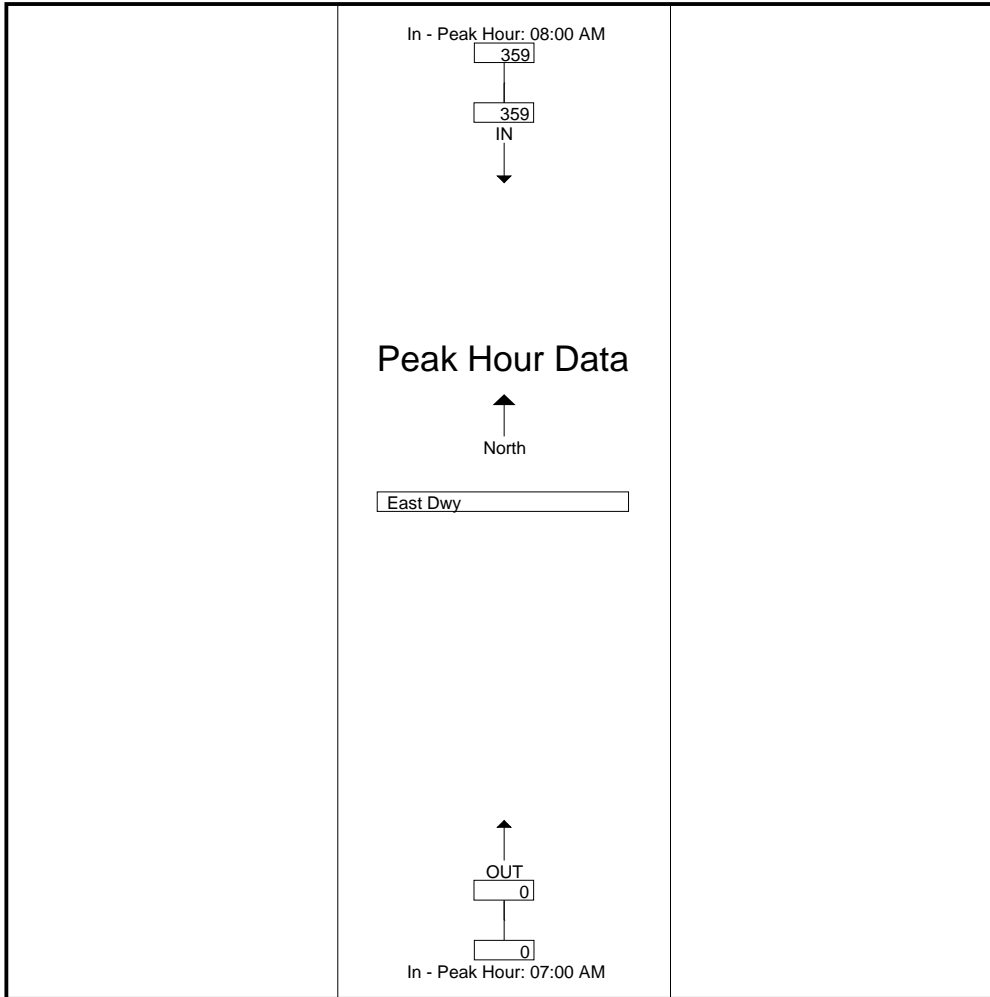 In - Peak Hour: 08:00 AM
359
359
IN
Peak Hour Data
North
East Dwy
OUT
0
0
In - Peak Hour: 07:00 AM